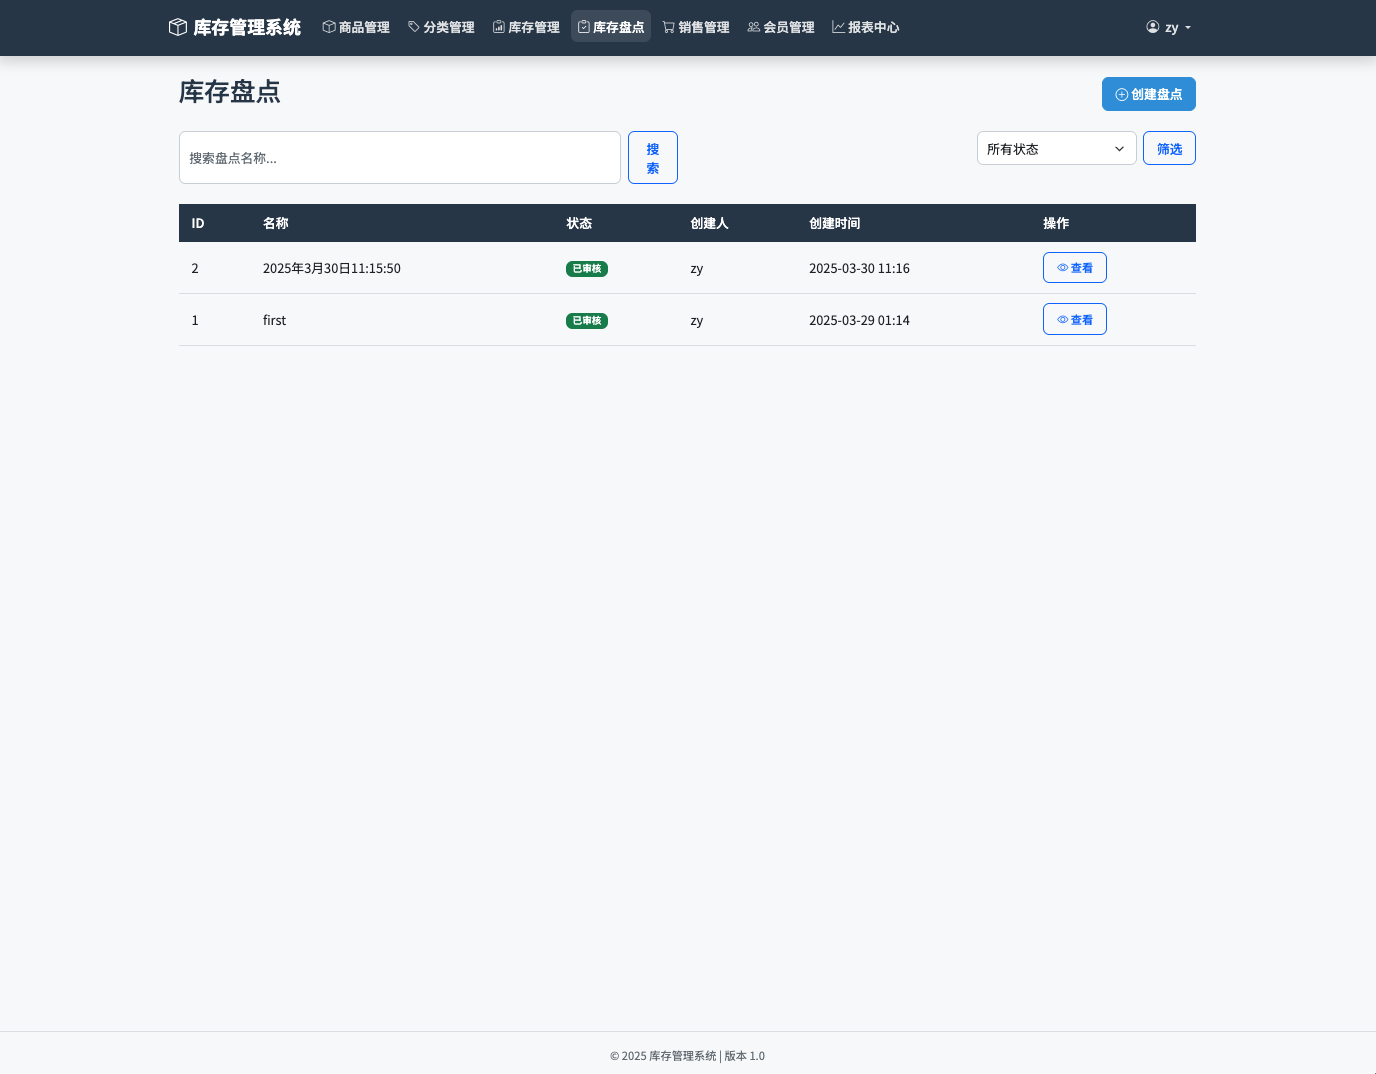 库存管理系统 商品管理 分类管理 库存管理 库存盘点 销售管理 会员管理 报表中心 zy
库存盘点
创建盘点
搜索盘点名称...
搜
索
所有状态
筛选
ID 名称 状态 创建人 创建时间 操作
2 2025年3月30日11:15:50 已审核 zy 2025-03-30 11:16 查看
1 first 已审核 zy 2025-03-29 01:14 查看
© 2025 库存管理系统 | 版本 1.0